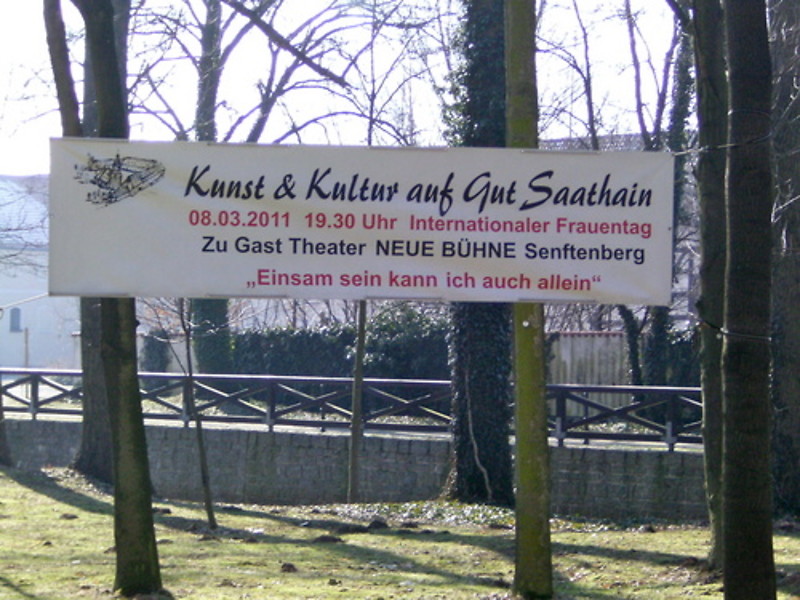 Kunst & Kultur auf Gut Saathain
08.03.2011 19.30 Uhr Internationaler Frauentag
Zu Gast Theater NEUE BÜHNE Senftenberg
„Einsam sein kann ich auch allein“